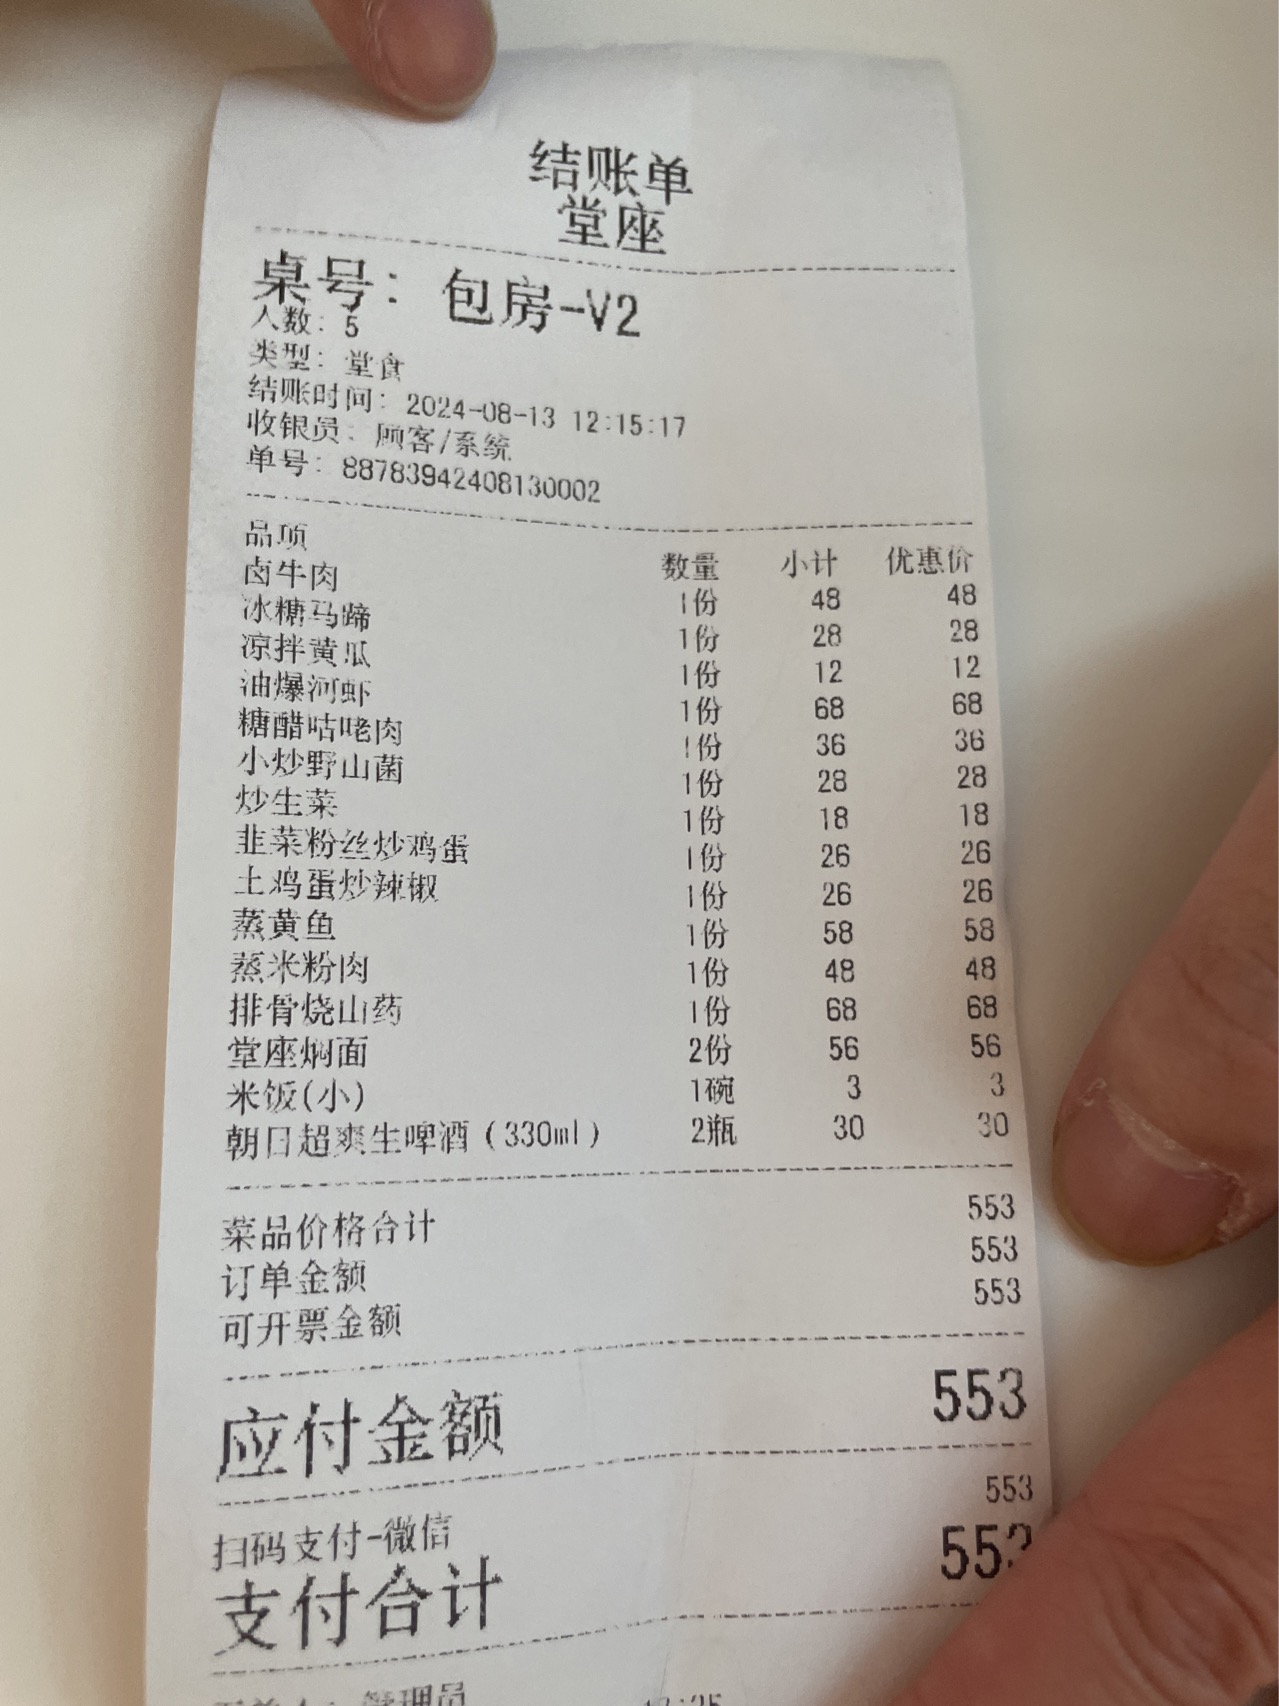 结账单
堂座
桌号: 包房-V2
人数: 5
类型: 堂食
结账时间: 2024-08-13 12:15:17
收银员: 顾客/系统
单号: 88783942408130002
品项 数量 小计 优惠价
卤牛肉 1份 48 48
冰糖马蹄 1份 28 28
凉拌黄瓜 1份 12 12
油爆河虾 1份 68 68
糖醋咕咾肉 1份 36 36
小炒野山菌 1份 28 28
炒生菜 1份 18 18
韭菜粉丝炒鸡蛋 1份 26 26
土鸡蛋炒辣椒 1份 26 26
蒸黄鱼 1份 58 58
蒸米粉肉 1份 48 48
排骨烧山药 1份 68 68
堂座焖面 2份 56 56
米饭(小) 1碗 3 3
朝日超爽生啤酒(330ml) 2瓶 30 30
菜品价格合计 553
订单金额 553
可开票金额 553
应付金额 553
扫码支付-微信 553
支付合计 553
管理员